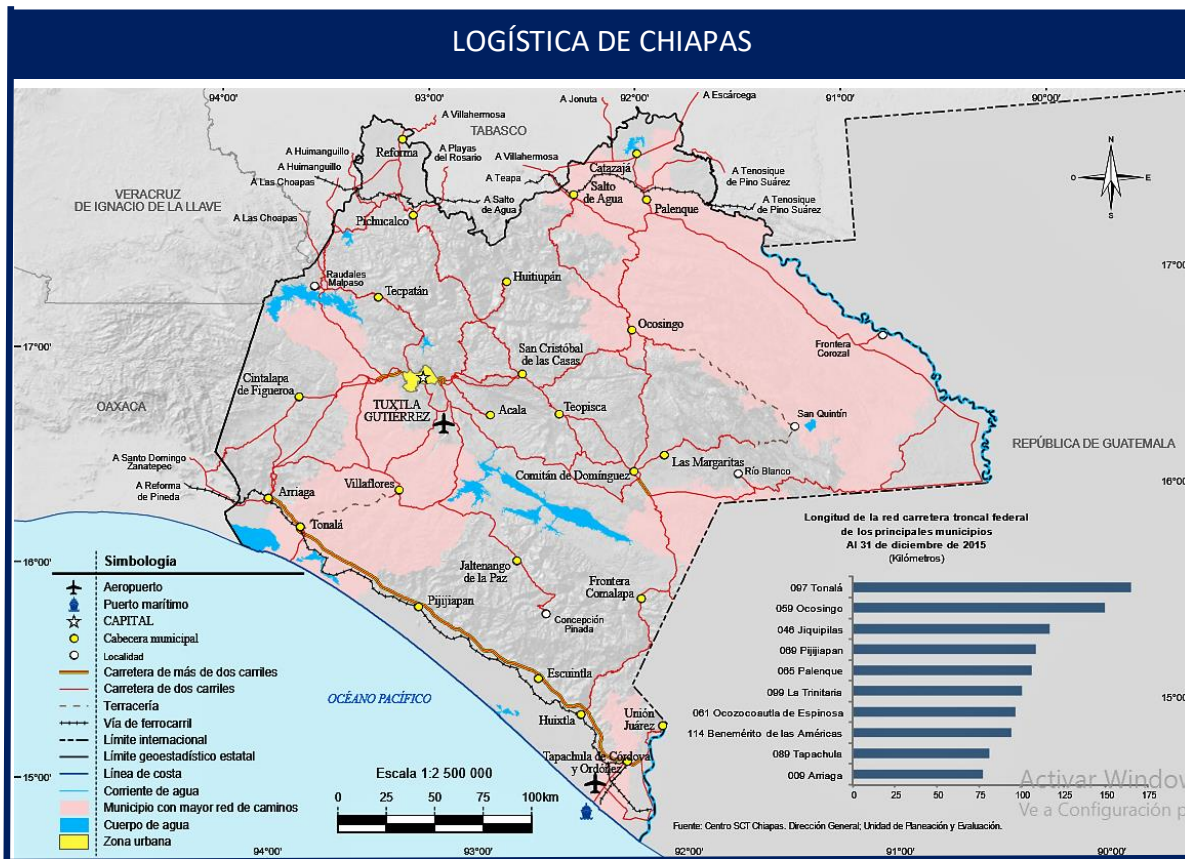 LOGÍSTICA DE CHIAPAS
94°00'
93°00'
92°00'
91°00'
90°00'
A Jonuta
A Escárcega
A Villahermosa
TABASCO
A Huimanguillo
Reforma
A Playas
del Rosario
A Villahermosa
Catazajá
A Huimanguillo
A Las Choapas
A Teapa
A Tenosique
de Pino Suárez
Salto
de Agua
VERACRUZ
DE IGNACIO DE LA LLAVE
A Las Choapas
Pichucalco
A Salto
de Agua
Palenque
A Tenosique
de Pino Suárez
N
O
E
S
17°00'
Raudales
Malpaso
Tecpatán
Huitiupán
Ocosingo
17°00'
San Cristóbal
de las Casas
Frontera
Corozal
Cintalapa
de Figueroa
OAXACA
TUXTLA
GUTIÉRREZ
Acala
Teopisca
San Quintín
REPÚBLICA DE GUATEMALA
A Santo Domingo
Zanatepec
A Reforma
de Pineda
Arriaga
Villaflores
Comitán de Domínguez
Las Margaritas
Río Blanco
16°00'
Tonalá
16°00'
Jaltenango
de la Paz
Frontera
Comalapa
Pijijiapan
Concepción
Pinada
Escuintla
OCÉANO PACÍFICO
Huixtla
Unión
Juárez
15°00'
Tapachula de Córdova
y Ordóñez
15°00'
94°00'
93°00'
92°00'
91°00'
90°00'
Simbología
Aeropuerto
Puerto marítimo
CAPITAL
Cabecera municipal
Localidad
Carretera de más de dos carriles
Carretera de dos carriles
Terracería
Vía de ferrocarril
Límite internacional
Límite geoestadístico estatal
Línea de costa
Corriente de agua
Municipio con mayor red de caminos
Cuerpo de agua
Zona urbana
Escala 1:2 500 000
0 25 50 75 100km
Longitud de la red carretera troncal federal
de los principales municipios
Al 31 de diciembre de 2015
(Kilómetros)
097 Tonalá
059 Ocosingo
046 Jiquipilas
069 Pijijiapan
065 Palenque
099 La Trinitaria
061 Ocozocoautla de Espinosa
114 Benemérito de las Américas
089 Tapachula
009 Arriaga
0 25 50 75 100 125 150 175
Activar Window
Ve a Configuración p
Fuente: Centro SCT Chiapas. Dirección General; Unidad de Planeación y Evaluación.